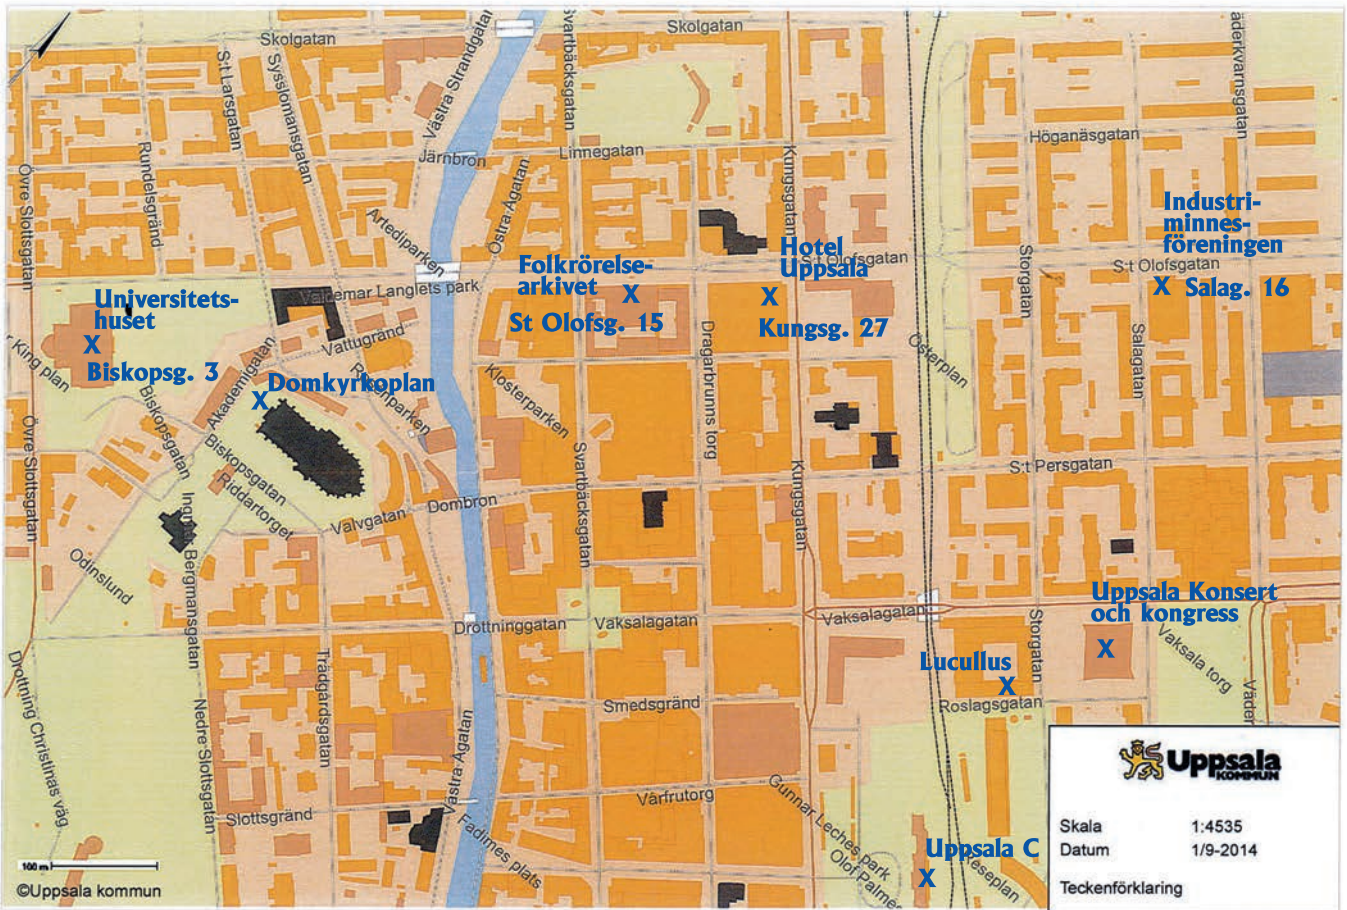 Skolgatan
Skolgatan
S:t Larsgatan
Sysslomansgatan
Västra Strandgatan
Svartbäcksgatan
Rundelsgränd
Övre Slottsgatan
Järnbron
Linnegatan
Kungsgatan
Höganäsgatan
Artediparken
Östra Ågatan
Industri-
minnes-
föreningen
X Salag. 16
S:t Olofsgatan
Hotel
Uppsala
X
Kungsg. 27
S:t Olofsgatan
Storgatan
Folkrörelse-
arkivet X
St Olofsg. 15
Valdemar Langlets park
Universitets-
huset
X
Biskopsg. 3
Vattugränd
Akademigatan
Domkyrkoplan
X
Klosterparken
Dragarbrunns torg
Österplan
Salagatan
Biskopsgatan
Biskopsgatan
Riddartorget
Övre Slottsgatan
Valvgatan
Dombron
Svartbäcksgatan
Kungsgatan
S:t Persgatan
Odinslund
Bergmansgatan
Drottninggatan
Vaksalagatan
Vaksalagatan
Uppsala Konsert
och kongress
X
Storgatan
Vaksala torg
Lucullus
X
Roslagsgatan
Smedsgränd
Drottning Christinas väg
Nedre Slottsgatan
Trädgårdsgatan
Västra Ågatan
Slottsgränd
Vårfrutorg
Fadimes plats
Gunnar Leches park
Olof Palmes
Uppsala C
X
100 m
©Uppsala kommun
Uppsala
KOMMUN
Skala 1:4535
Datum 1/9-2014
Teckenförklaring